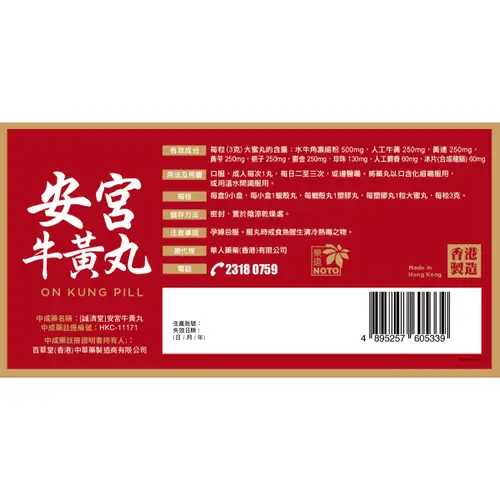 安宮
牛黃丸
ON KUNG PILL
中成藥名稱：[誠濟堂]安宮牛黃丸
中成藥註冊編號：HKC-11171
中成藥註冊證明書持有人：：
百草堂(香港)中草藥製造商有限公司
有效成分 每粒 (3克) 大蜜丸的含量：水牛角濃縮粉 500mg，人工牛黃 250mg，黃連 250mg，
黃芩 250mg，梔子 250mg，鬱金 250mg，珍珠 130mg，人工麝香 60mg，冰片(合成龍腦) 60mg
用法及用量 口服，成人每次1丸，每日二至三次，或遵醫囑。將藥丸以口含化咀嚼服用，
或用溫水開調服用。
規格 每盒9小盒，每小盒1蠟殼丸，每蠟殼丸1塑膠丸，每塑膠丸1粒大蜜丸，每粒3克。
儲存方法 密封，置於陰涼乾燥處。
注意事項 孕婦忌服。服丸時戒食魚腥生清冷熱毒之物。
總代理 華人藥業(香港)有限公司
電話 2318 0759
樂道
NOTO
Made in
Hong Kong
香港
製造
生產批號：
失效日期：
(日 / 月 / 年)
4 895257 605339